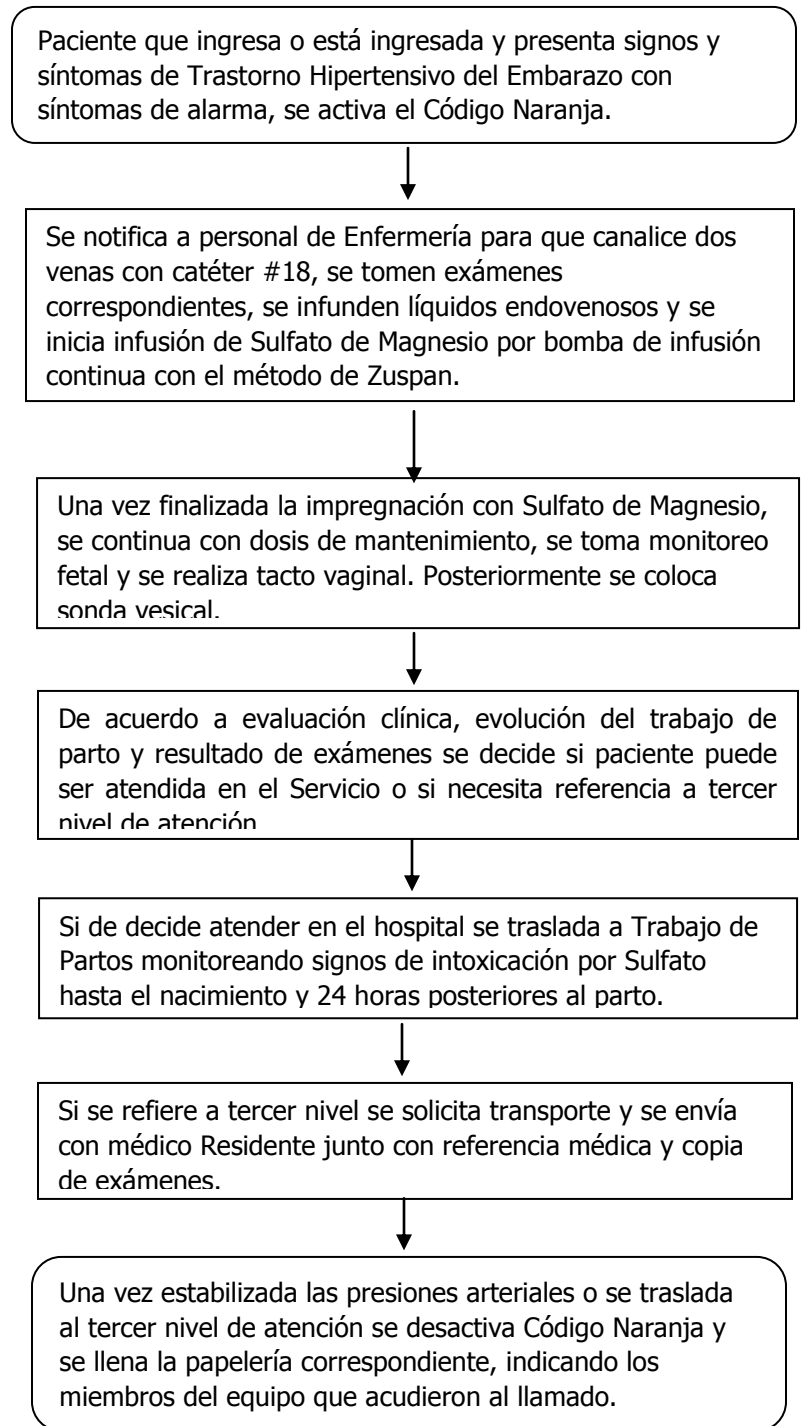 Paciente que ingresa o está ingresada y presenta signos y
síntomas de Trastorno Hipertensivo del Embarazo con
síntomas de alarma, se activa el Código Naranja.
Se notifica a personal de Enfermería para que canalice dos
venas con catéter #18, se tomen exámenes
correspondientes, se infunden líquidos endovenosos y se
inicia infusión de Sulfato de Magnesio por bomba de infusión
continua con el método de Zuspan.
Una vez finalizada la impregnación con Sulfato de Magnesio,
se continua con dosis de mantenimiento, se toma monitoreo
fetal y se realiza tacto vaginal. Posteriormente se coloca
sonda vesical.
De acuerdo a evaluación clínica, evolución del trabajo de
parto y resultado de exámenes se decide si paciente puede
ser atendida en el Servicio o si necesita referencia a tercer
nivel de atención
Si de decide atender en el hospital se traslada a Trabajo de
Partos monitoreando signos de intoxicación por Sulfato
hasta el nacimiento y 24 horas posteriores al parto.
Si se refiere a tercer nivel se solicita transporte y se envía
con médico Residente junto con referencia médica y copia
de exámenes.
Una vez estabilizada las presiones arteriales o se traslada
al tercer nivel de atención se desactiva Código Naranja y
se llena la papelería correspondiente, indicando los
miembros del equipo que acudieron al llamado.